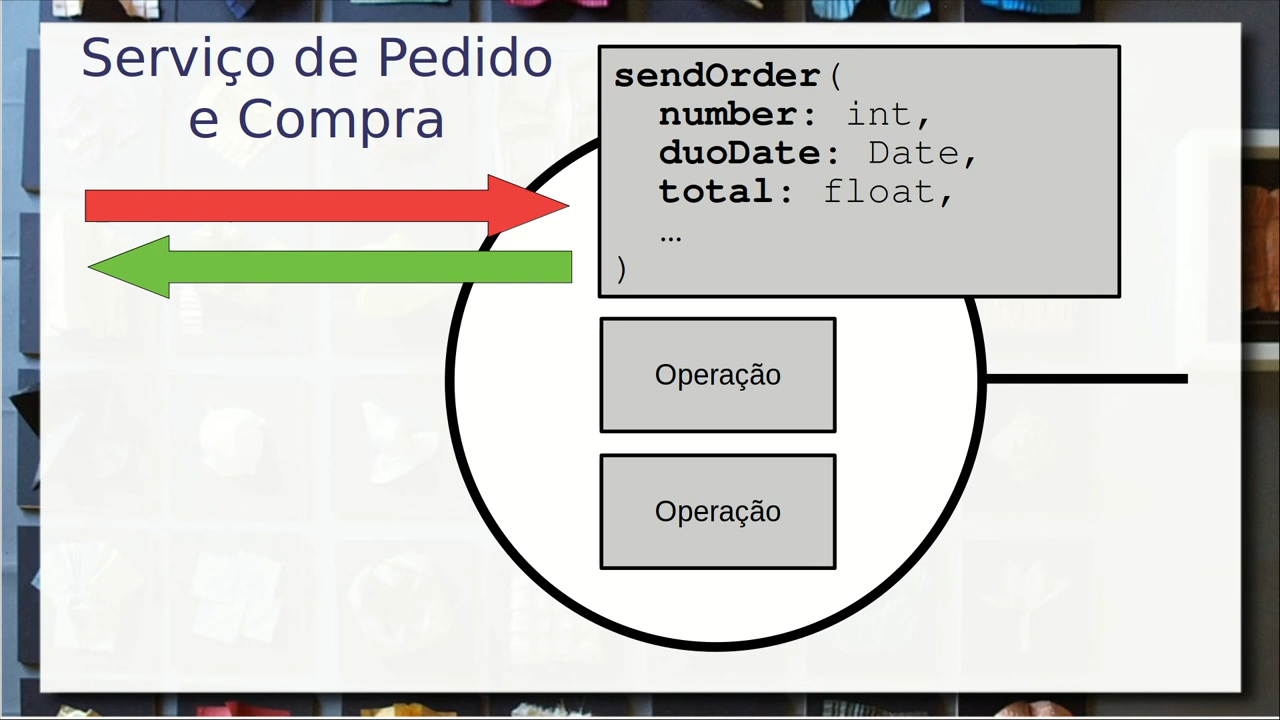 Serviço de Pedido
e Compra
sendOrder(
number: int,
duoDate: Date,
total: float,
…
)
Operação
Operação